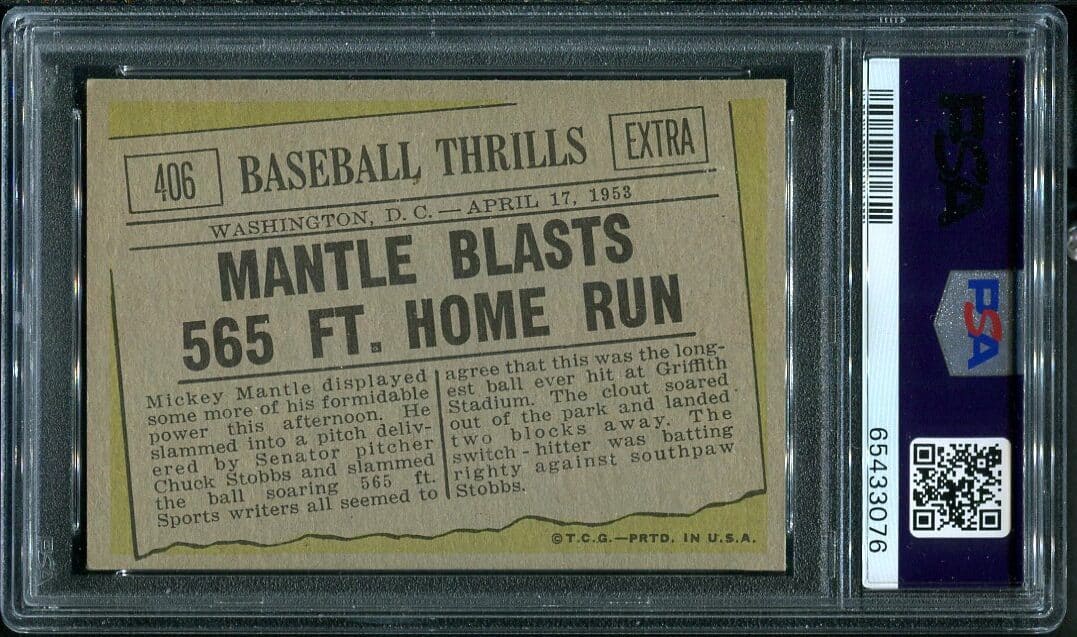 406
BASEBALL THRILLS
EXTRA
WASHINGTON, D. C. — APRIL 17, 1953
MANTLE BLASTS
565 FT. HOME RUN
Mickey Mantle displayed
some more of his formidable
power this afternoon. He
slammed into a pitch deliv-
ered by Senator pitcher
Chuck Stobbs and slammed
the ball soaring 565 ft.
Sports writers all seemed to
agree that this was the long-
est ball ever hit at Griffith
Stadium. The clout soared
out of the park and landed
two blocks away. The
switch-hitter was batting
righty against southpaw
Stobbs.
©T.C.G.—PRTD. IN U.S.A.
PSA
PSA
65433076